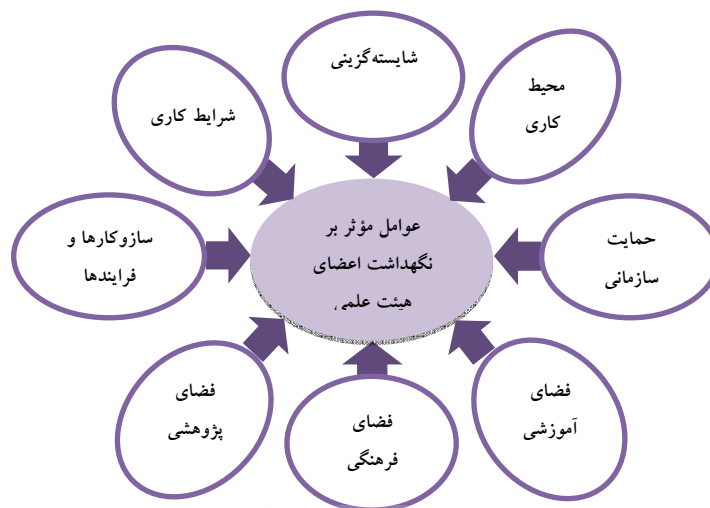 شایسته‌گزینی
محیط
کاری
شرایط کاری
عوامل مؤثر بر
نگهداشت اعضای
هیئت علمی
حمایت
سازمانی
سازوکارها و
فرایندها
فضای
آموزشی
فضای
فرهنگی
فضای
پژوهشی